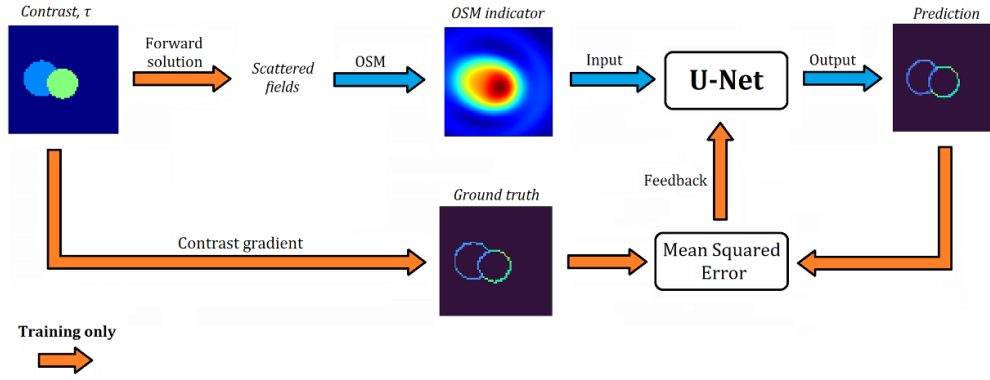 Contrast, τ
OSM indicator
Prediction
Forward
solution
Scattered
fields
OSM
Input
U-Net
Output
Feedback
Ground truth
Contrast gradient
Mean Squared
Error
Training only